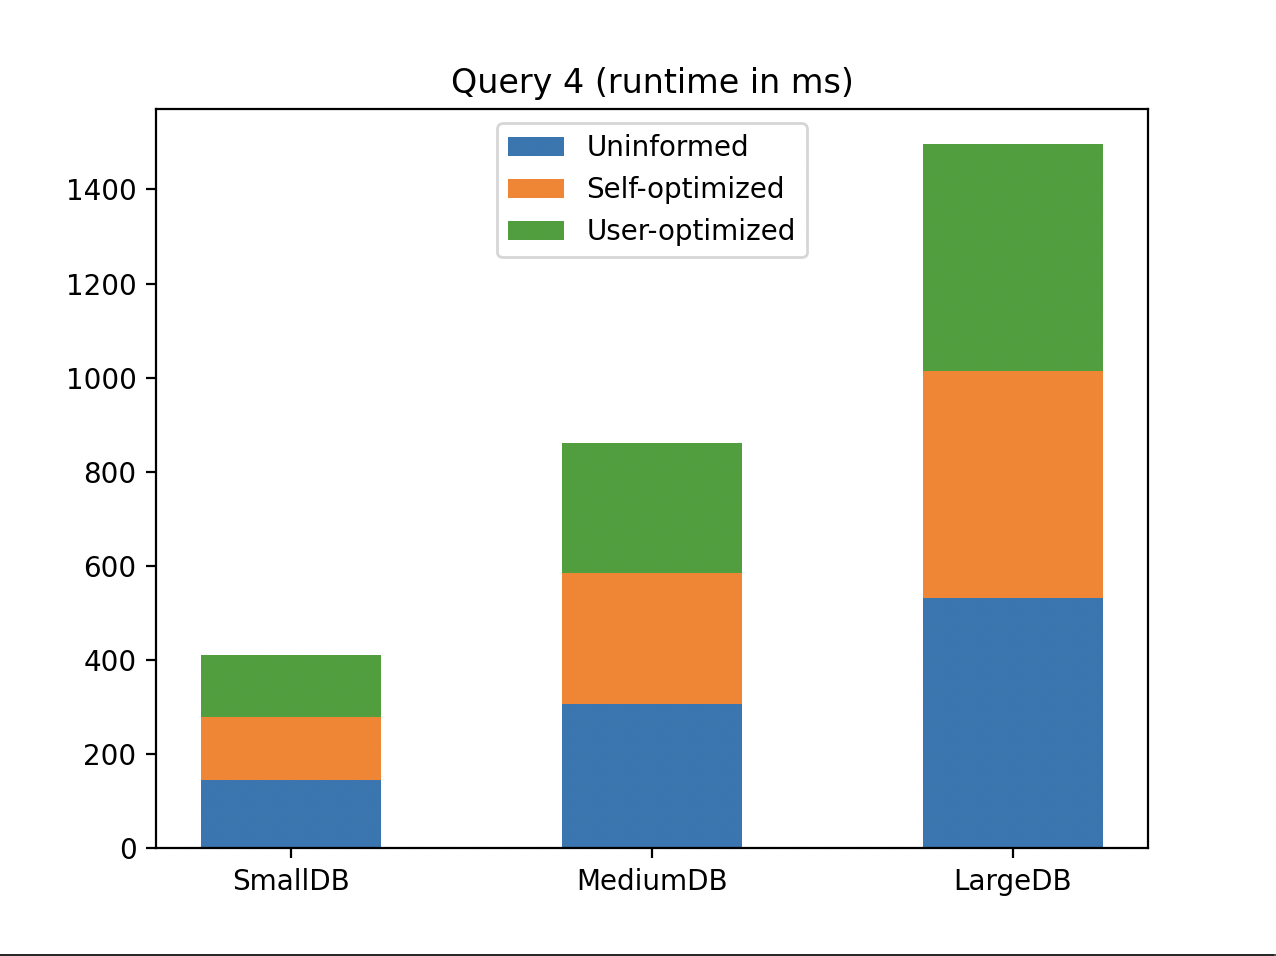 Query 4 (runtime in ms)
Uninformed
Self-optimized
User-optimized
1400
1200
1000
800
600
400
200
0
SmallDB MediumDB LargeDB